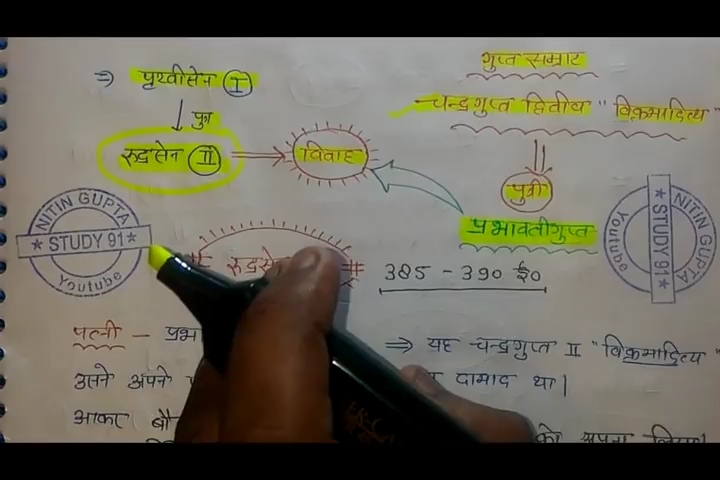 गुप्त सम्राट
⇒ पृथ्वीसेन I
चन्द्रगुप्त द्वितीय "विक्रमादित्य"
↓ पुत्र
रुद्रसेन II ⇒ विवाह
पुत्री
प्रभावतीगुप्त
NITIN GUPTA
★ STUDY 91 ★
Youtube
NITIN GUPTA
★ STUDY 91 ★
Youtube
385 - 390 ई०
पत्नी -
⇒ यह चन्द्रगुप्त II "विक्रमादित्य"
उसने अपने
दामाद था।
आकर बौ
को अपना लिया